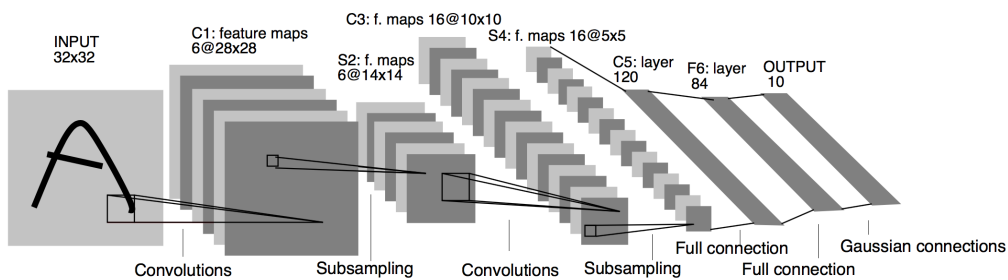 INPUT
32x32
C1: feature maps
6@28x28
S2: f. maps
6@14x14
C3: f. maps 16@10x10
S4: f. maps 16@5x5
C5: layer
120
F6: layer
84
OUTPUT
10
Convolutions
Subsampling
Convolutions
Subsampling
Full connection
Full connection
Gaussian connections